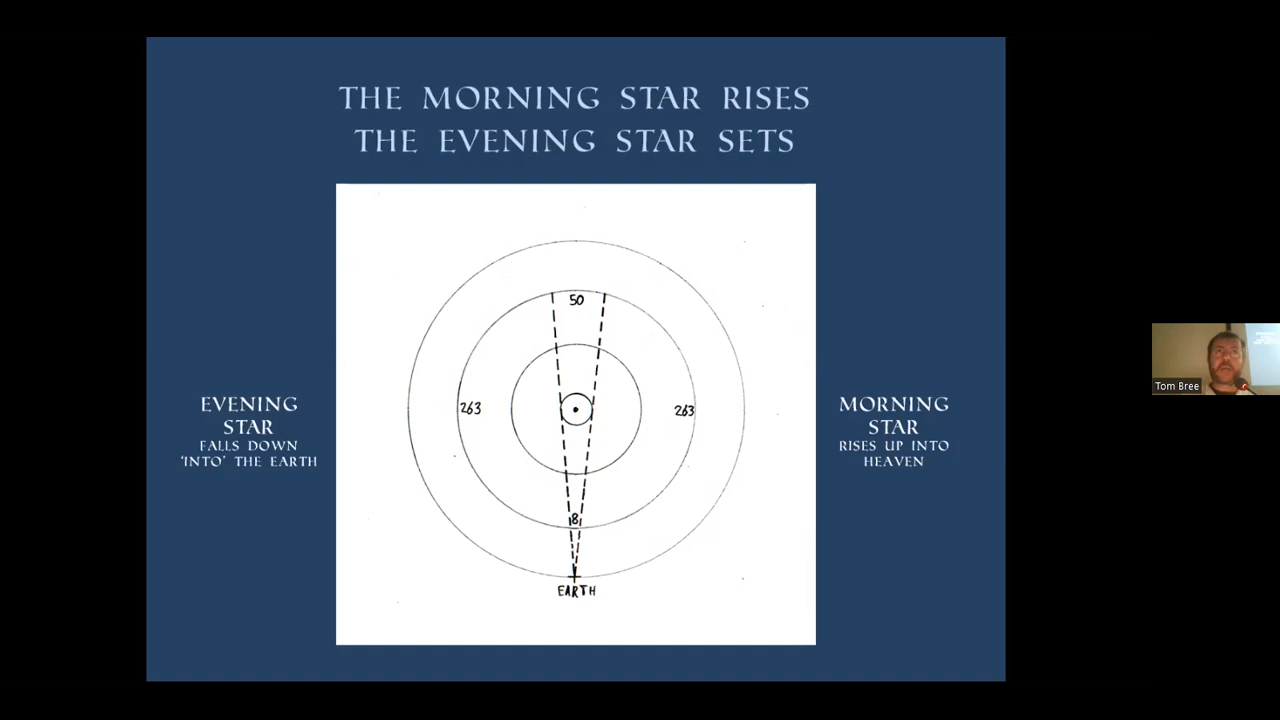 THE MORNING STAR RISES
THE EVENING STAR SETS
50
EVENING
STAR
FALLS DOWN
'INTO' THE EARTH
263
263
MORNING
STAR
RISES UP INTO
HEAVEN
8
EARTH
Tom Bree